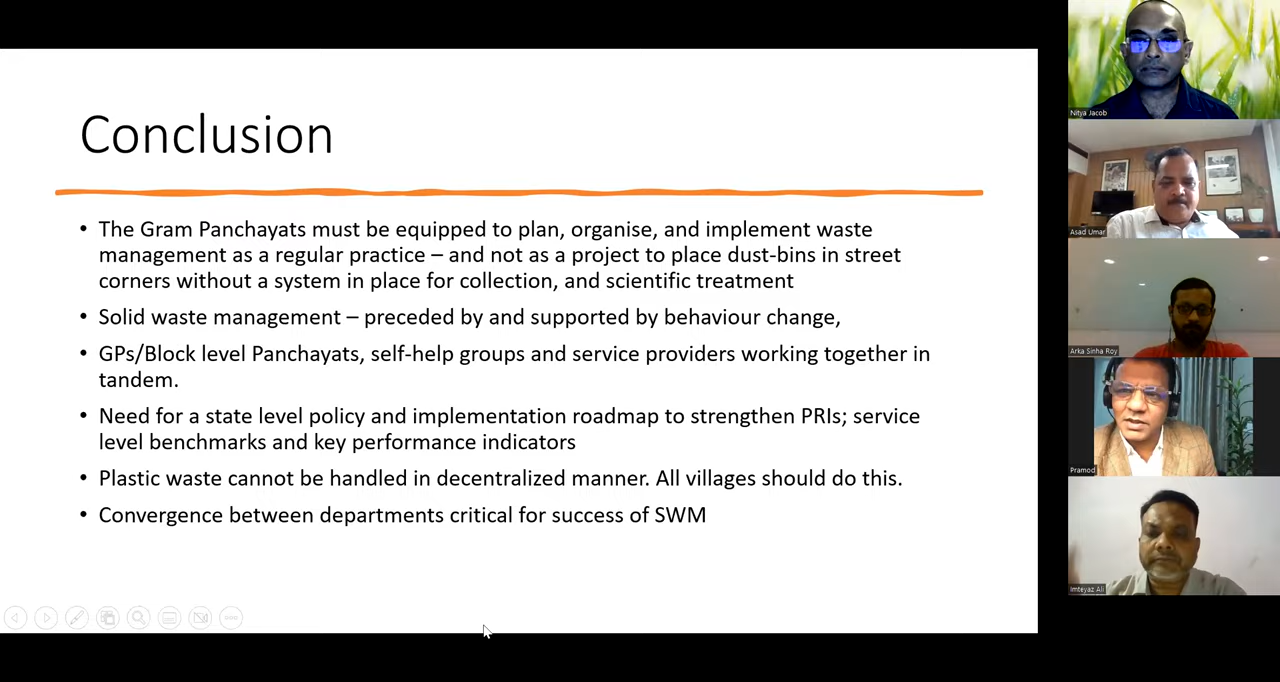 Conclusion
• The Gram Panchayats must be equipped to plan, organise, and implement waste
management as a regular practice – and not as a project to place dust-bins in street
corners without a system in place for collection, and scientific treatment
• Solid waste management – preceded by and supported by behaviour change,
• GPs/Block level Panchayats, self-help groups and service providers working together in
tandem.
• Need for a state level policy and implementation roadmap to strengthen PRIs; service
level benchmarks and key performance indicators
• Plastic waste cannot be handled in decentralized manner. All villages should do this.
• Convergence between departments critical for success of SWM
Nitya Jacob
Asad Umar
Arka Sinha Roy
Pramod
Imteyaz Ali